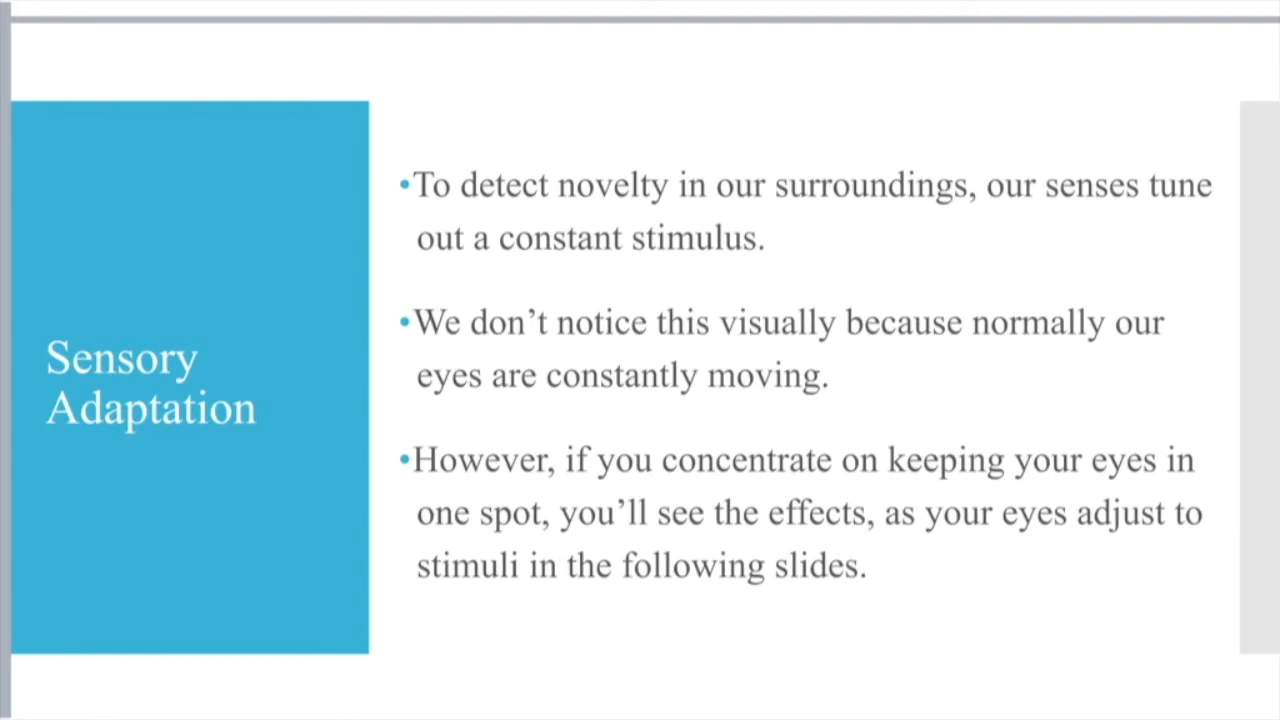 Sensory
Adaptation
•To detect novelty in our surroundings, our senses tune
out a constant stimulus.
•We don’t notice this visually because normally our
eyes are constantly moving.
•However, if you concentrate on keeping your eyes in
one spot, you’ll see the effects, as your eyes adjust to
stimuli in the following slides.